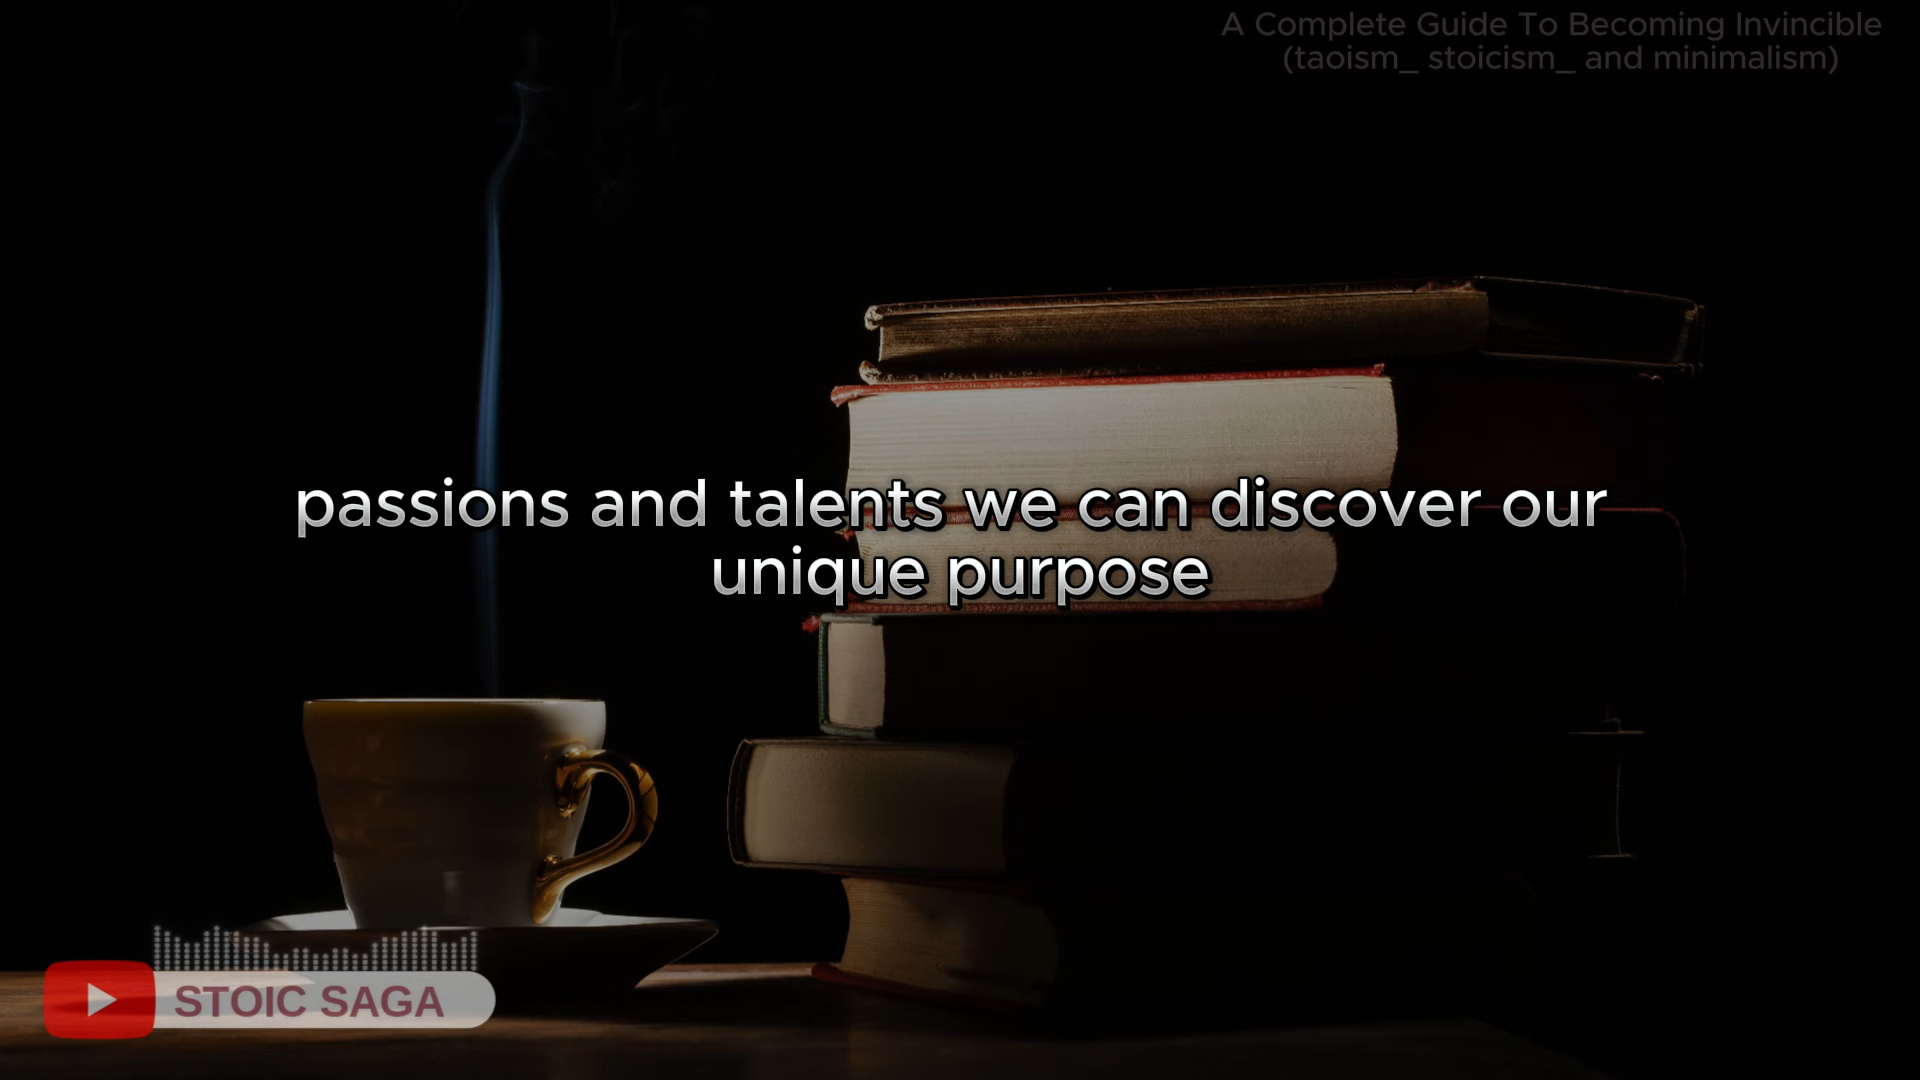 A Complete Guide To Becoming Invincible
(taoism_ stoicism_ and minimalism)
passions and talents we can discover our
unique purpose
STOIC SAGA